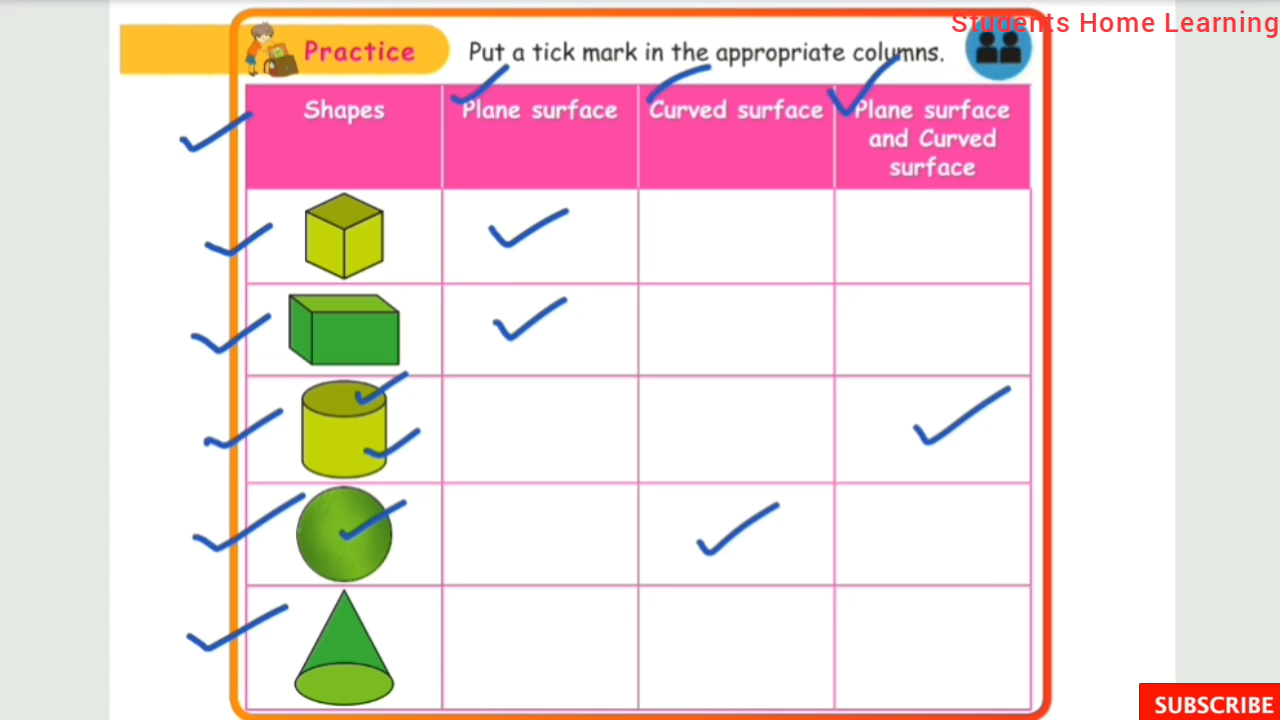 Students Home Learning
Practice
Put a tick mark in the appropriate columns.
Shapes
Plane surface
Curved surface
Plane surface
and Curved
surface
SUBSCRIBE